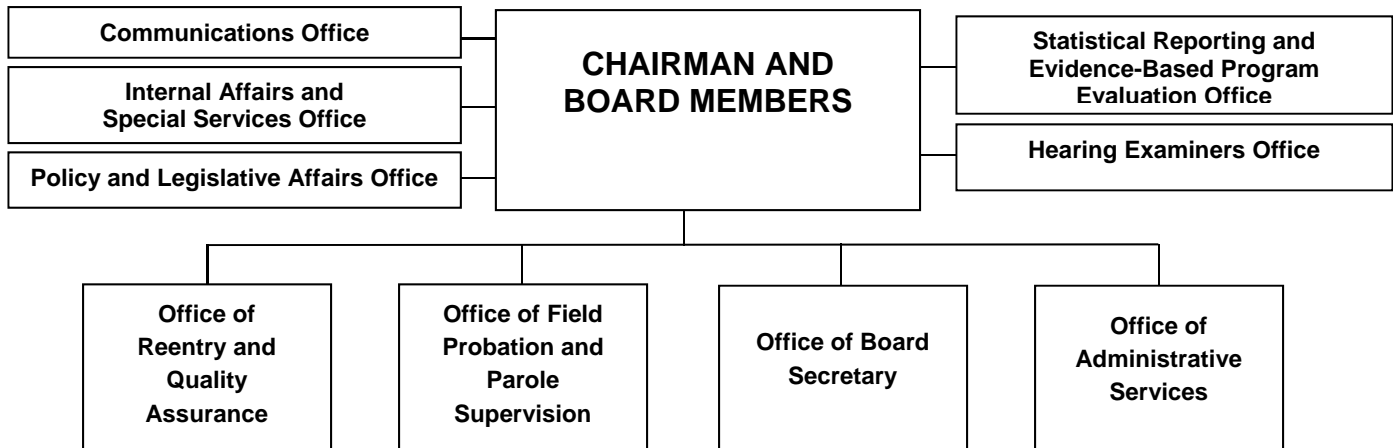 Communications Office
Internal Affairs and
Special Services Office
Policy and Legislative Affairs Office
CHAIRMAN AND
BOARD MEMBERS
Statistical Reporting and
Evidence-Based Program
Evaluation Office
Hearing Examiners Office
Office of
Reentry and
Quality
Assurance
Office of Field
Probation and
Parole
Supervision
Office of Board
Secretary
Office of
Administrative
Services